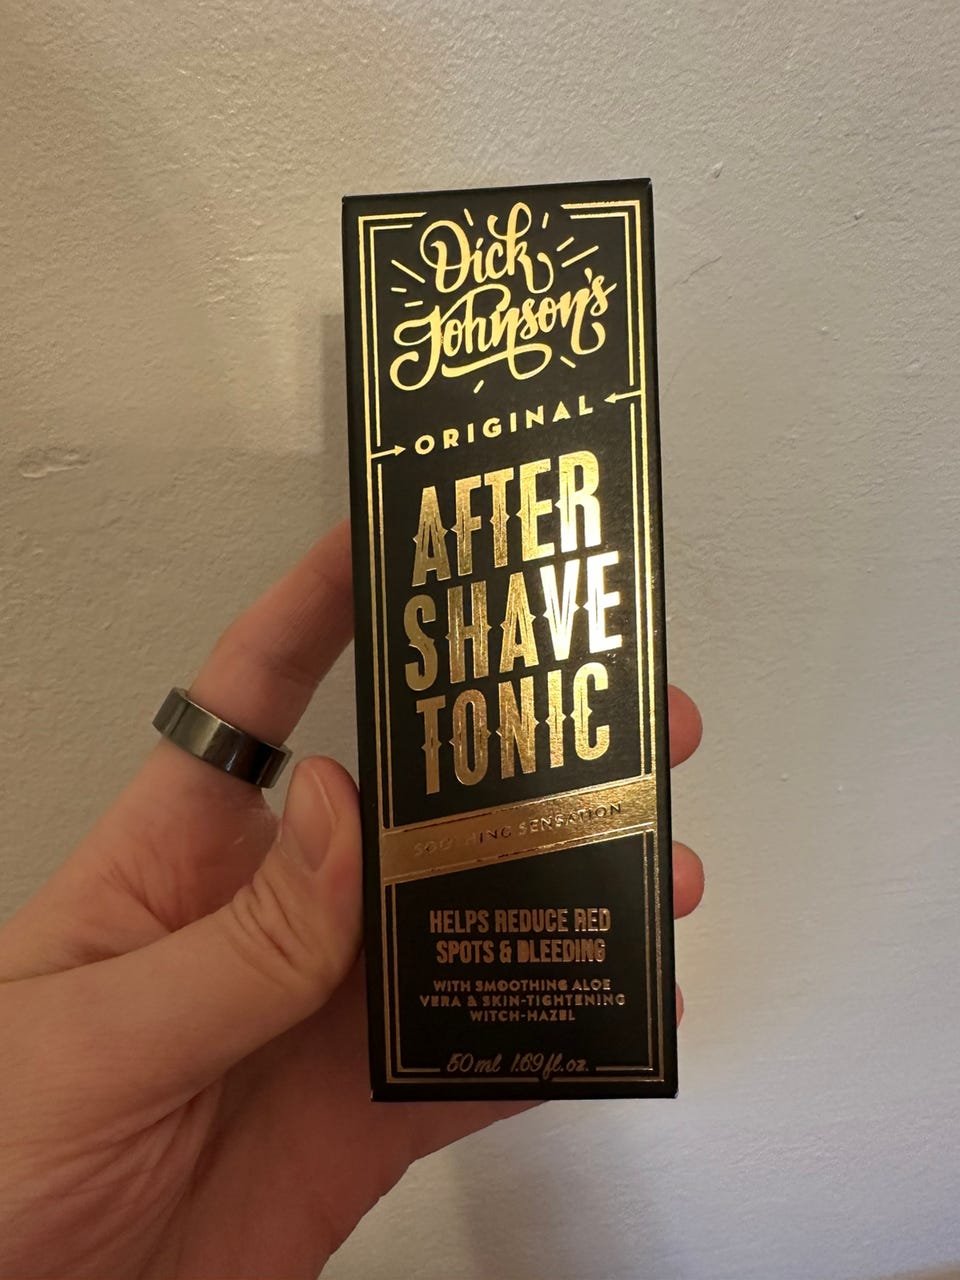 Dick
Johnson's
ORIGINAL
AFTER
SHAVE
TONIC
SOOTHING SENSATION
HELPS REDUCE RED
SPOTS & BLEEDING
WITH SMOOTHING ALOE
VERA & SKIN-TIGHTENING
WITCH-HAZEL
50 ml 1.69 fl. oz.